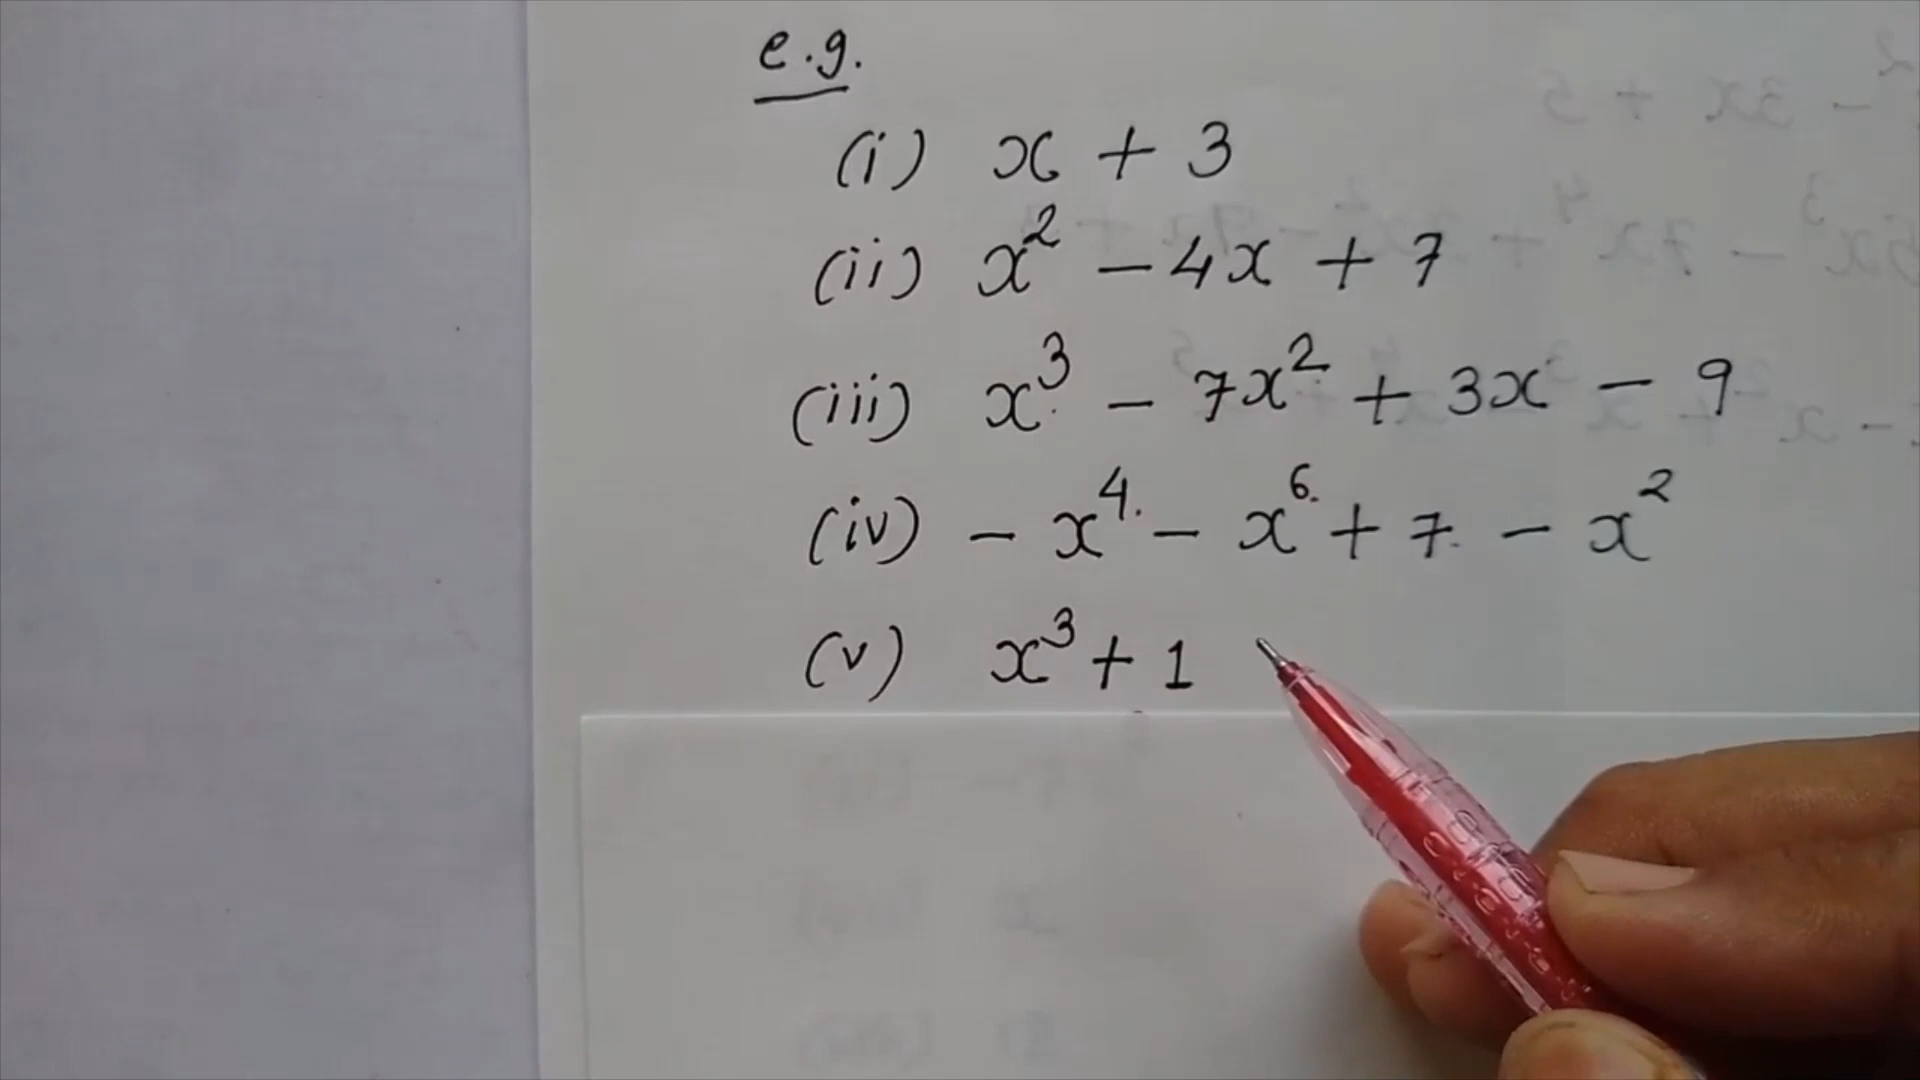 e.g.
(i) x + 3
(ii) x² - 4x + 7
(iii) x³ - 7x² + 3x - 9
(iv) - x⁴ - x⁶ + 7 - x²
(v) x³ + 1